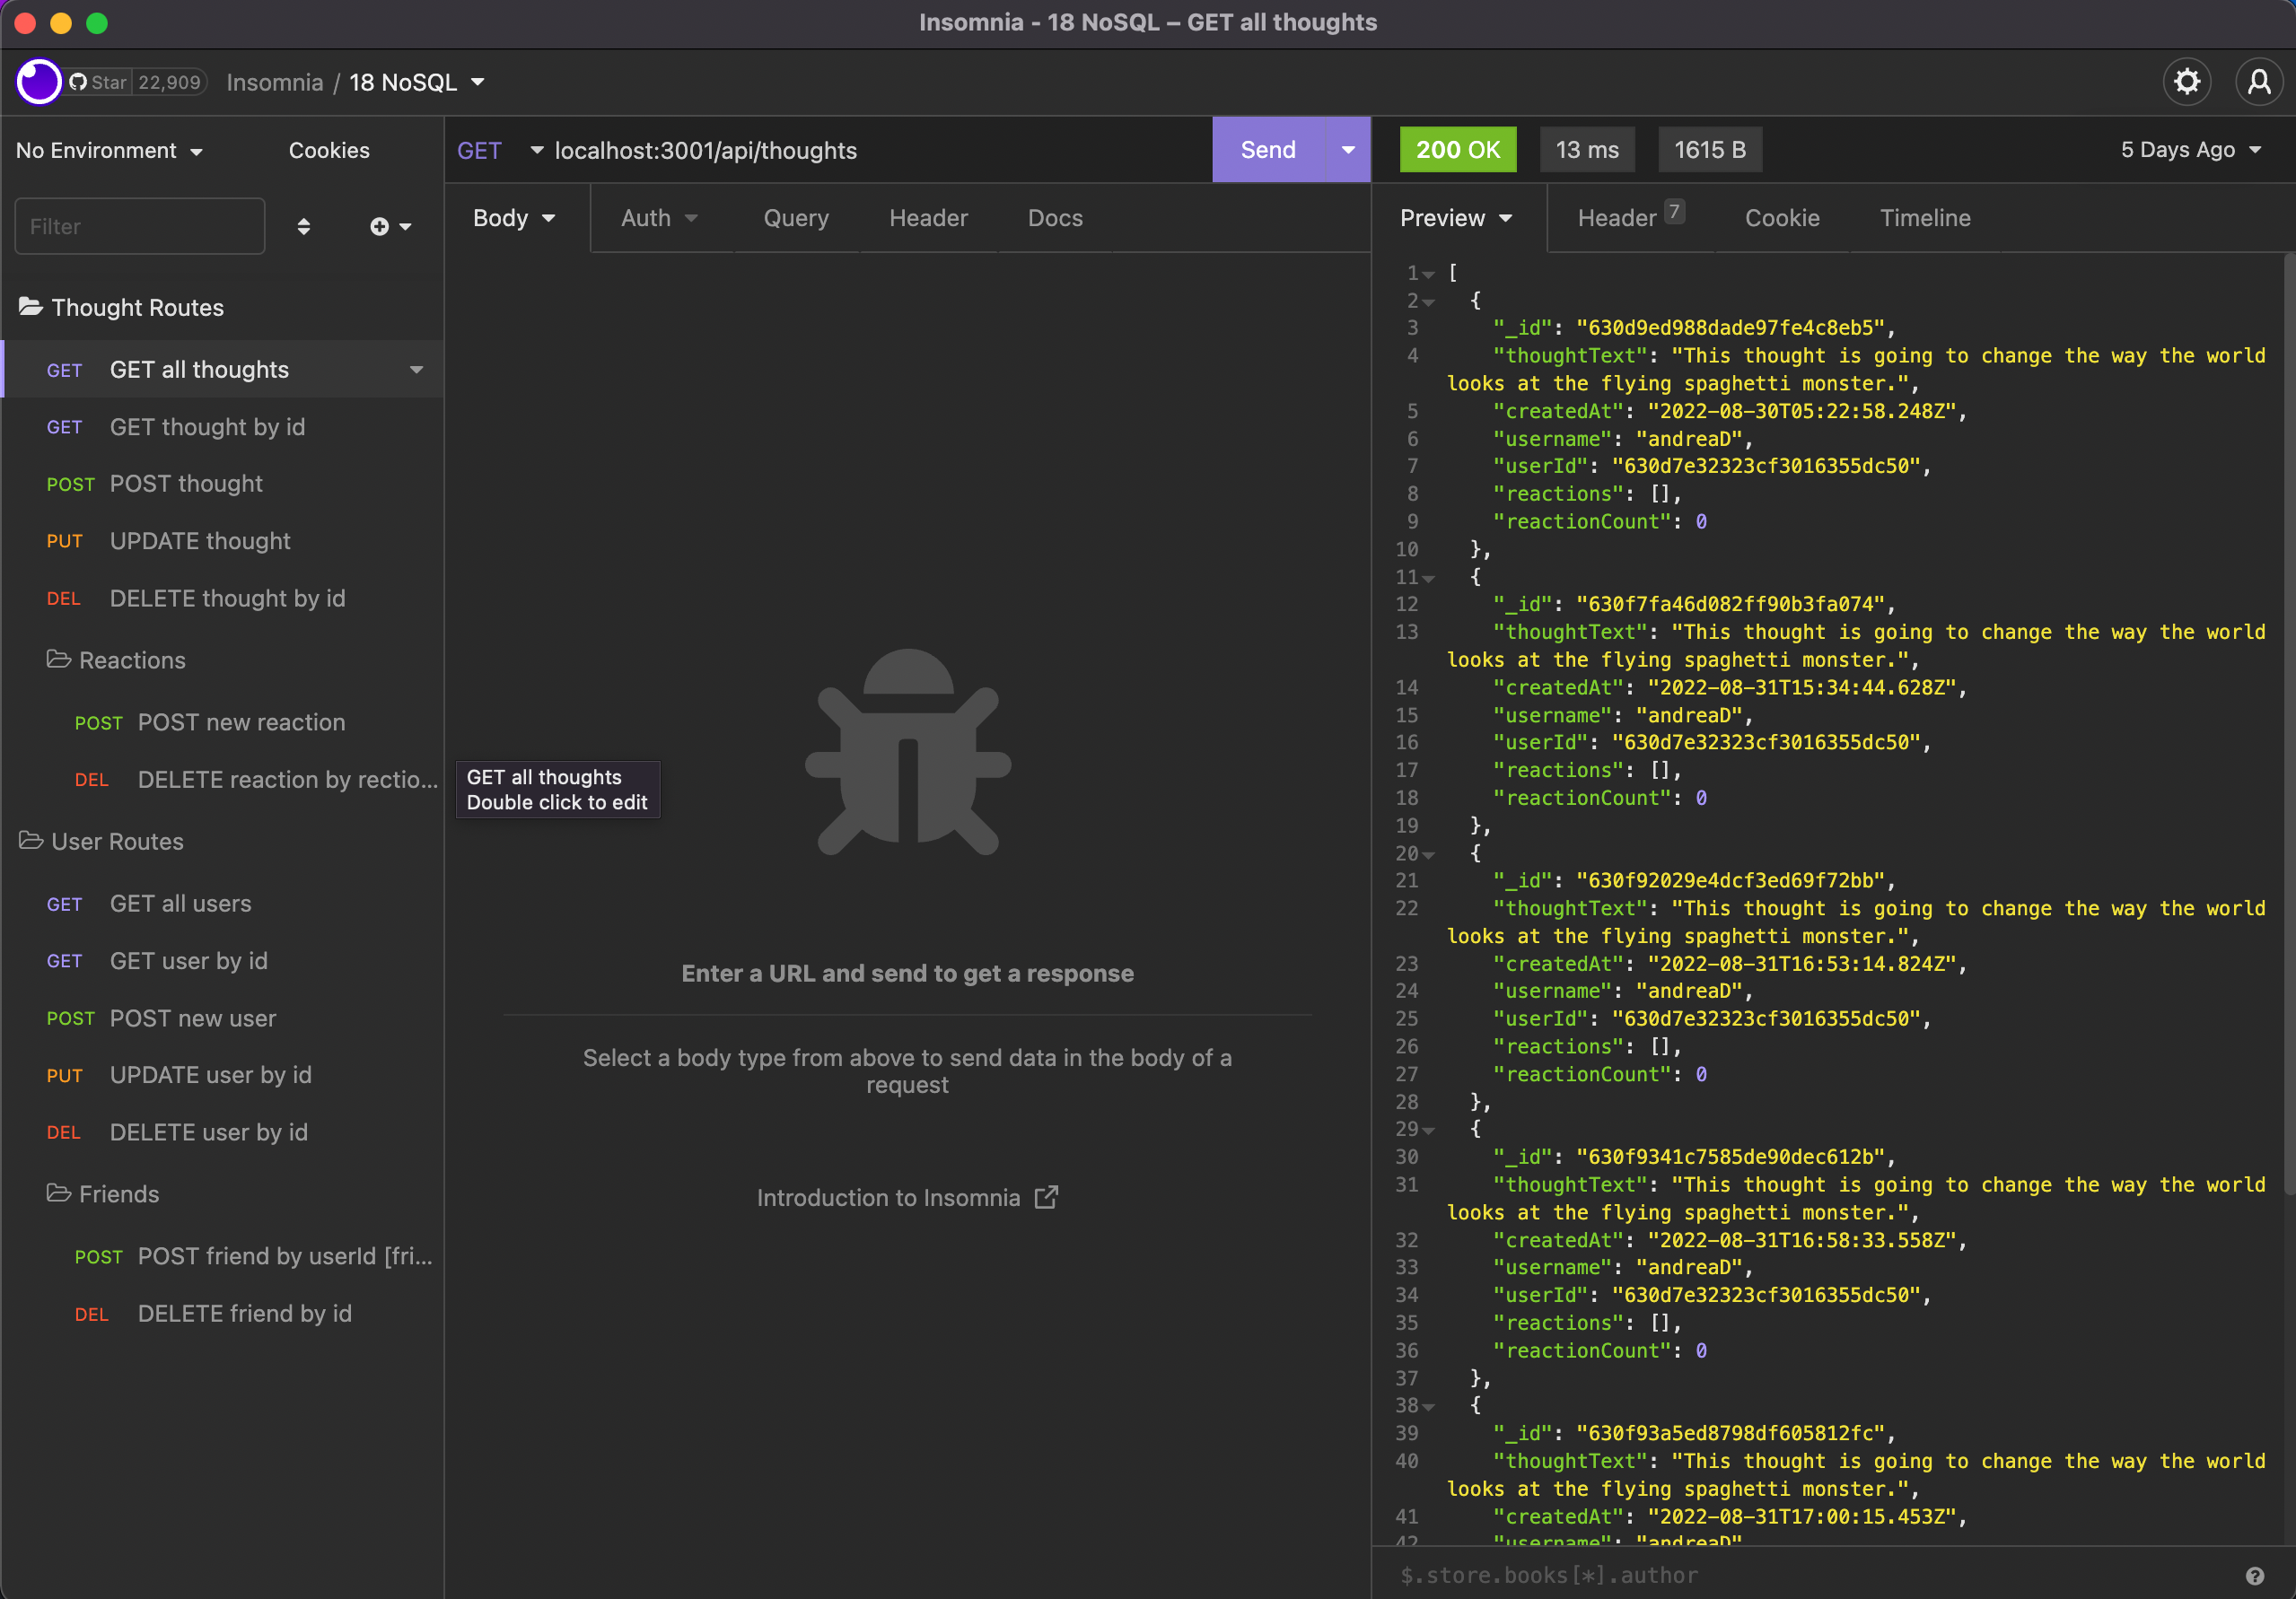 Insomnia - 18 NoSQL – GET all thoughts
Star 22,909 Insomnia / 18 NoSQL
No Environment Cookies
Filter
Thought Routes
GET GET all thoughts
GET GET thought by id
POST POST thought
PUT UPDATE thought
DEL DELETE thought by id
Reactions
POST POST new reaction
DEL DELETE reaction by rectio...
User Routes
GET GET all users
GET GET user by id
POST POST new user
PUT UPDATE user by id
DEL DELETE user by id
Friends
POST POST friend by userId [fri...
DEL DELETE friend by id
GET localhost:3001/api/thoughts Send
Body Auth Query Header Docs
GET all thoughts
Double click to edit
Enter a URL and send to get a response
Select a body type from above to send data in the body of a
request
Introduction to Insomnia
200 OK 13 ms 1615 B 5 Days Ago
Preview Header 7 Cookie Timeline
1 [
2 {
3 "_id": "630d9ed988dade97fe4c8eb5",
4 "thoughtText": "This thought is going to change the way the world
looks at the flying spaghetti monster.",
5 "createdAt": "2022-08-30T05:22:58.248Z",
6 "username": "andreaD",
7 "userId": "630d7e32323cf3016355dc50",
8 "reactions": [],
9 "reactionCount": 0
10 },
11 {
12 "_id": "630f7fa46d082ff90b3fa074",
13 "thoughtText": "This thought is going to change the way the world
looks at the flying spaghetti monster.",
14 "createdAt": "2022-08-31T15:34:44.628Z",
15 "username": "andreaD",
16 "userId": "630d7e32323cf3016355dc50",
17 "reactions": [],
18 "reactionCount": 0
19 },
20 {
21 "_id": "630f92029e4dcf3ed69f72bb",
22 "thoughtText": "This thought is going to change the way the world
looks at the flying spaghetti monster.",
23 "createdAt": "2022-08-31T16:53:14.824Z",
24 "username": "andreaD",
25 "userId": "630d7e32323cf3016355dc50",
26 "reactions": [],
27 "reactionCount": 0
28 },
29 {
30 "_id": "630f9341c7585de90dec612b",
31 "thoughtText": "This thought is going to change the way the world
looks at the flying spaghetti monster.",
32 "createdAt": "2022-08-31T16:58:33.558Z",
33 "username": "andreaD",
34 "userId": "630d7e32323cf3016355dc50",
35 "reactions": [],
36 "reactionCount": 0
37 },
38 {
39 "_id": "630f93a5ed8798df605812fc",
40 "thoughtText": "This thought is going to change the way the world
looks at the flying spaghetti monster.",
41 "createdAt": "2022-08-31T17:00:15.453Z",
42 "username": "andreaD"
$.store.books[*].author